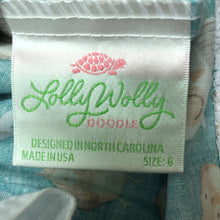 Lolly Wolly
DOODLE
DESIGNED IN NORTH CAROLINA
MADE IN USA SIZE: 6